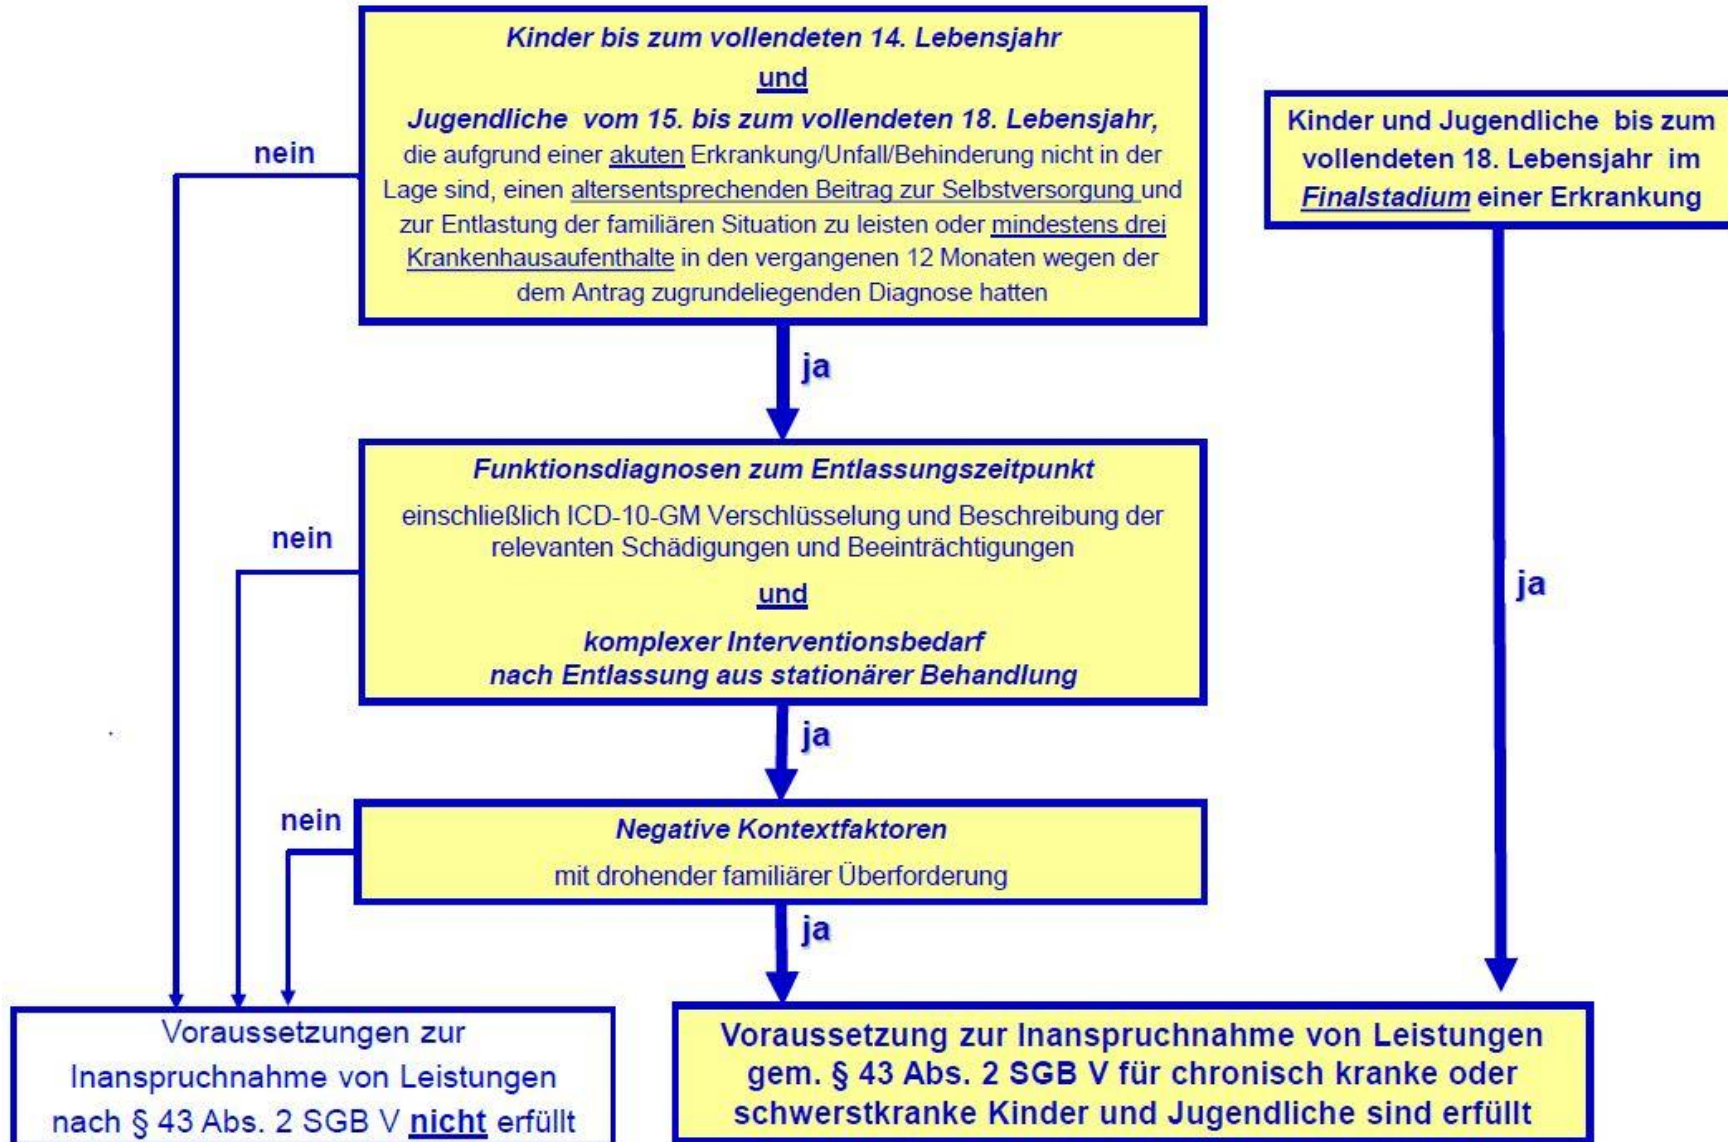 Kinder bis zum vollendeten 14. Lebensjahr
und
Jugendliche vom 15. bis zum vollendeten 18. Lebensjahr,
die aufgrund einer akuten Erkrankung/Unfall/Behinderung nicht in der
Lage sind, einen altersentsprechenden Beitrag zur Selbstversorgung und
zur Entlastung der familiären Situation zu leisten oder mindestens drei
Krankenhausaufenthalte in den vergangenen 12 Monaten wegen der
dem Antrag zugrundeliegenden Diagnose hatten
nein
ja
Kinder und Jugendliche bis zum
vollendeten 18. Lebensjahr im
Finalstadium einer Erkrankung
ja
Funktionsdiagnosen zum Entlassungszeitpunkt
einschließlich ICD-10-GM Verschlüsselung und Beschreibung der
relevanten Schädigungen und Beeinträchtigungen
und
komplexer Interventionsbedarf
nach Entlassung aus stationärer Behandlung
nein
ja
Negative Kontextfaktoren
mit drohender familiärer Überforderung
nein
ja
Voraussetzungen zur
Inanspruchnahme von Leistungen
nach § 43 Abs. 2 SGB V nicht erfüllt
Voraussetzung zur Inanspruchnahme von Leistungen
gem. § 43 Abs. 2 SGB V für chronisch kranke oder
schwerstkranke Kinder und Jugendliche sind erfüllt